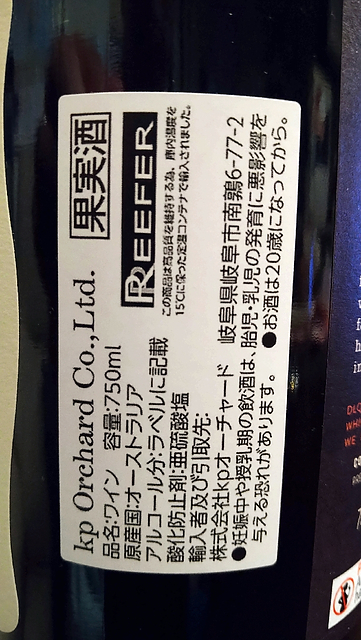 kp Orchard Co.,Ltd.
果実酒
品名:ワイン 容量:750ml
原産国:オーストラリア
アルコール分:ラベルに記載
酸化防止剤:亜硫酸塩
REEFER
この商品は高品質を維持する為、庫内温度を
15℃に保った定温コンテナで輸入されました。
輸入者及び引取先:
株式会社kpオーチャード 岐阜県岐阜市南鶉6-77-2
●妊娠中や授乳期の飲酒は、胎児・乳児の発育に悪影響を
与える恐れがあります。 ●お酒は20歳になってから。